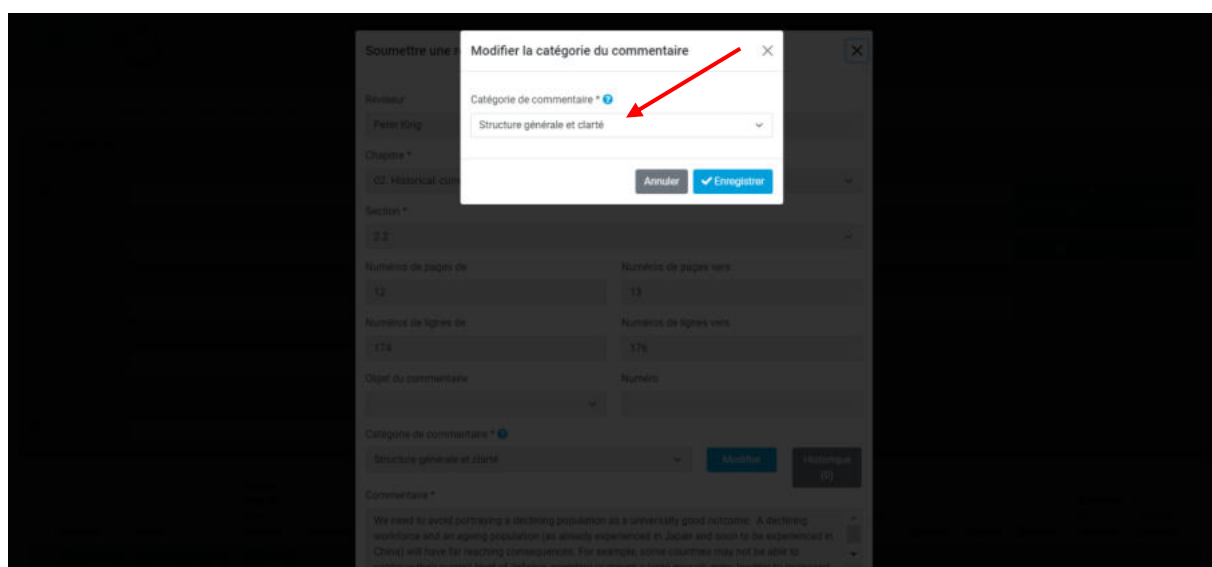 Soumettre une r
Modifier la catégorie du commentaire
Réviseur
Catégorie de commentaire *
Peter King
Structure générale et clarté
Chapitre *
02. Historical, com
Annuler
Enregistrer
Section *
2.2
Numéros de pages de
Numéros de pages vers
12
13
Numéros de lignes de
Numéros de lignes vers
174
176
Objet du commentaire
Numéro
Catégorie de commentaire *
Structure générale et clarté
Modifier
Historique
(0)
Commentaire *
We need to avoid portraying a declining population as a universally good outcome. A declining
workforce and an ageing population (as already experienced in Japan and soon to be experienced in
China) will have far reaching consequences. For example, some countries may not be able to